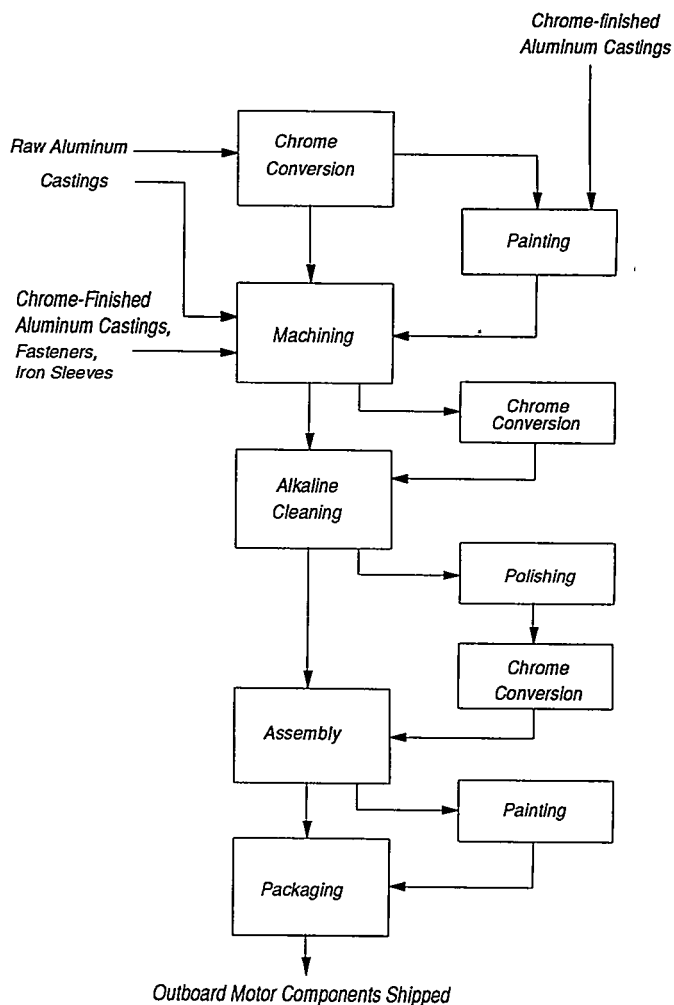 Chrome-finished
Aluminum Castings
Chrome
Conversion
Raw Aluminum
Castings
Painting
Chrome-Finished
Aluminum Castings,
Fasteners,
Iron Sleeves
Machining
Chrome
Conversion
Alkaline
Cleaning
Polishing
Chrome
Conversion
Assembly
Painting
Packaging
Outboard Motor Components Shipped